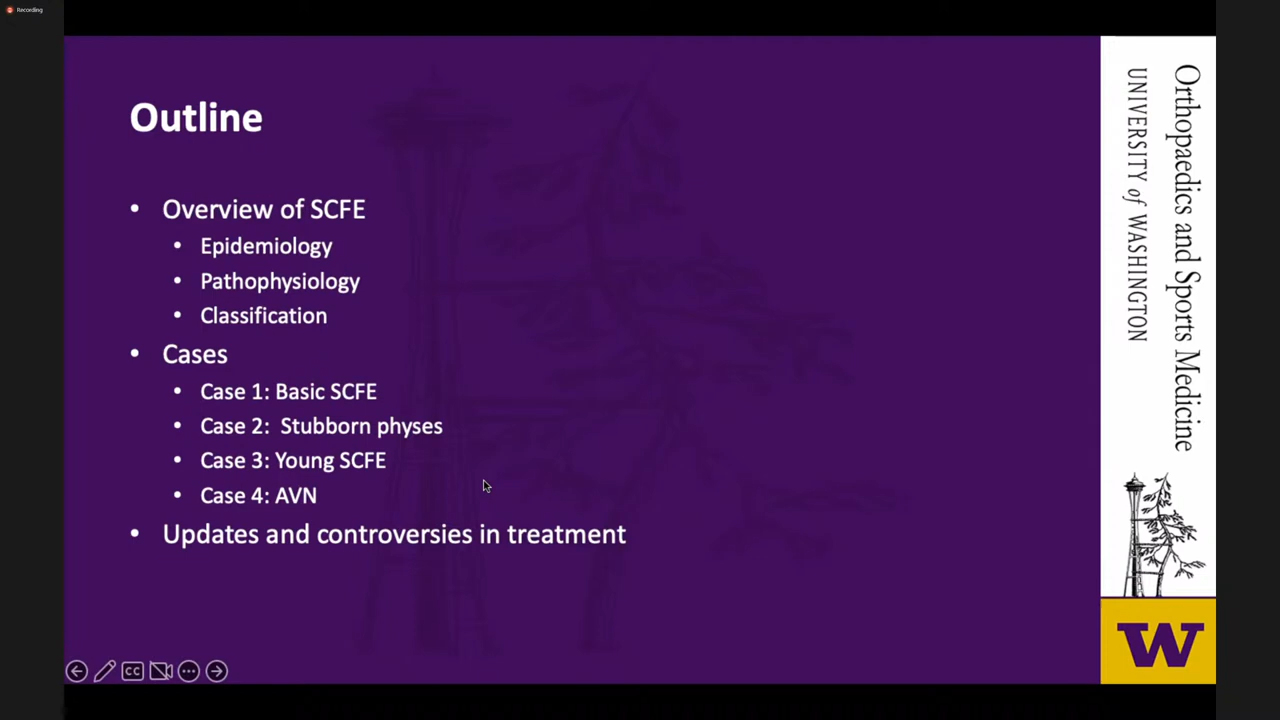 Recording
Outline
• Overview of SCFE
• Epidemiology
• Pathophysiology
• Classification
• Cases
• Case 1: Basic SCFE
• Case 2:  Stubborn physes
• Case 3: Young SCFE
• Case 4: AVN
• Updates and controversies in treatment
Orthopaedics and Sports Medicine
UNIVERSITY of WASHINGTON
W
CC